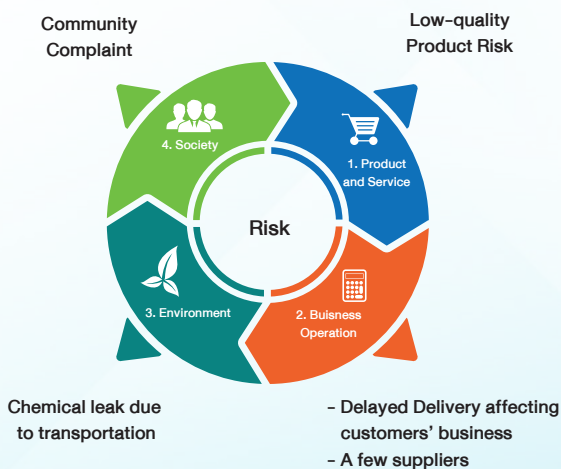 Community
Complaint
Low-quality
Product Risk
4. Society
1. Product
and Service
Risk
3. Environment
2. Buisness
Operation
Chemical leak due
to transportation
- Delayed Delivery affecting
customers' business
- A few suppliers